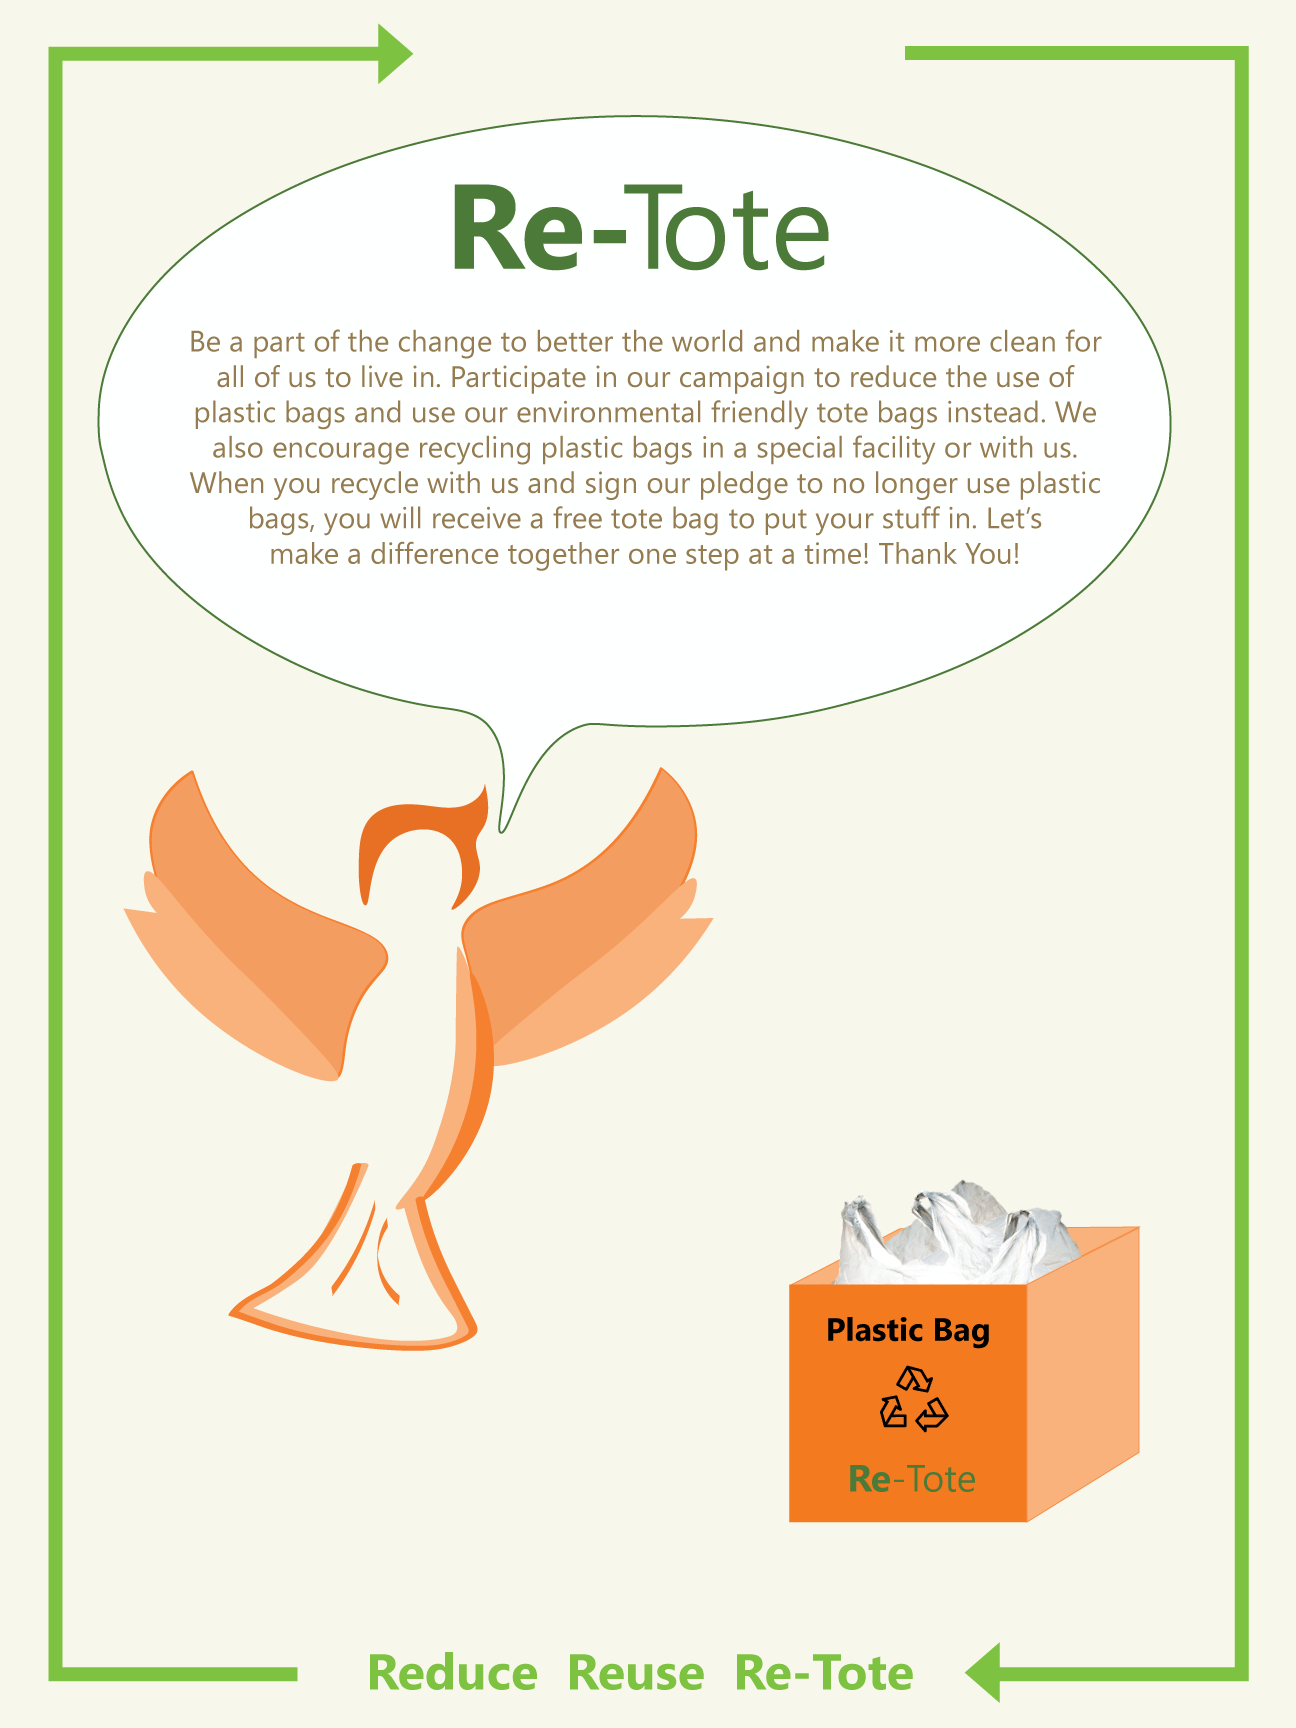 Re-Tote
Be a part of the change to better the world and make it more clean for
all of us to live in. Participate in our campaign to reduce the use of
plastic bags and use our environmental friendly tote bags instead. We
also encourage recycling plastic bags in a special facility or with us.
When you recycle with us and sign our pledge to no longer use plastic
bags, you will receive a free tote bag to put your stuff in. Let’s
make a difference together one step at a time! Thank You!
Plastic Bag
Re-Tote
Reduce Reuse Re-Tote